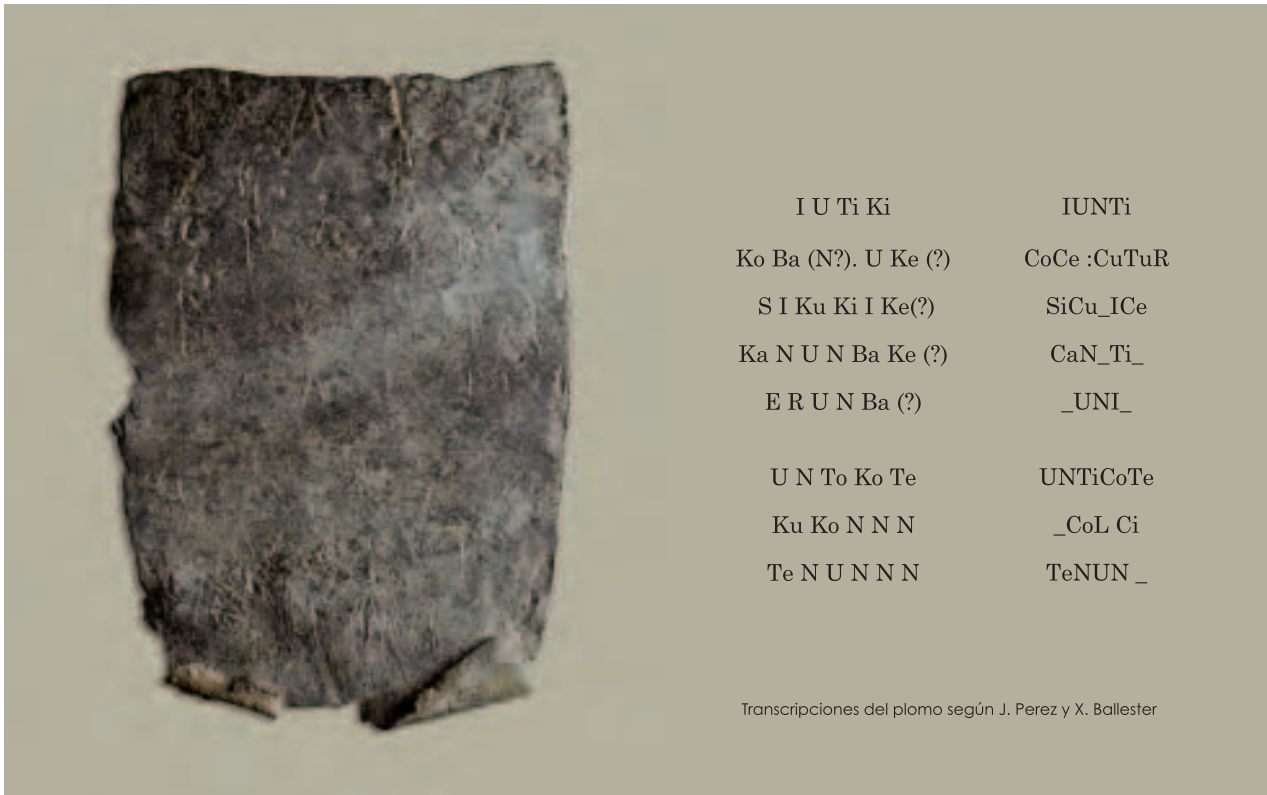 I U Ti Ki IUNTi
Ko Ba (N?). U Ke (?) CoCe :CuTuR
S I Ku Ki I Ke(?) SiCu_ICe
Ka N U N Ba Ke (?) CaN_Ti_
E R U N Ba (?) _UNI_
U N To Ko Te UNTiCoTe
Ku Ko N N N _CoL Ci
Te N U N N N TeNUN _
Transcripciones del plomo según J. Perez y X. Ballester